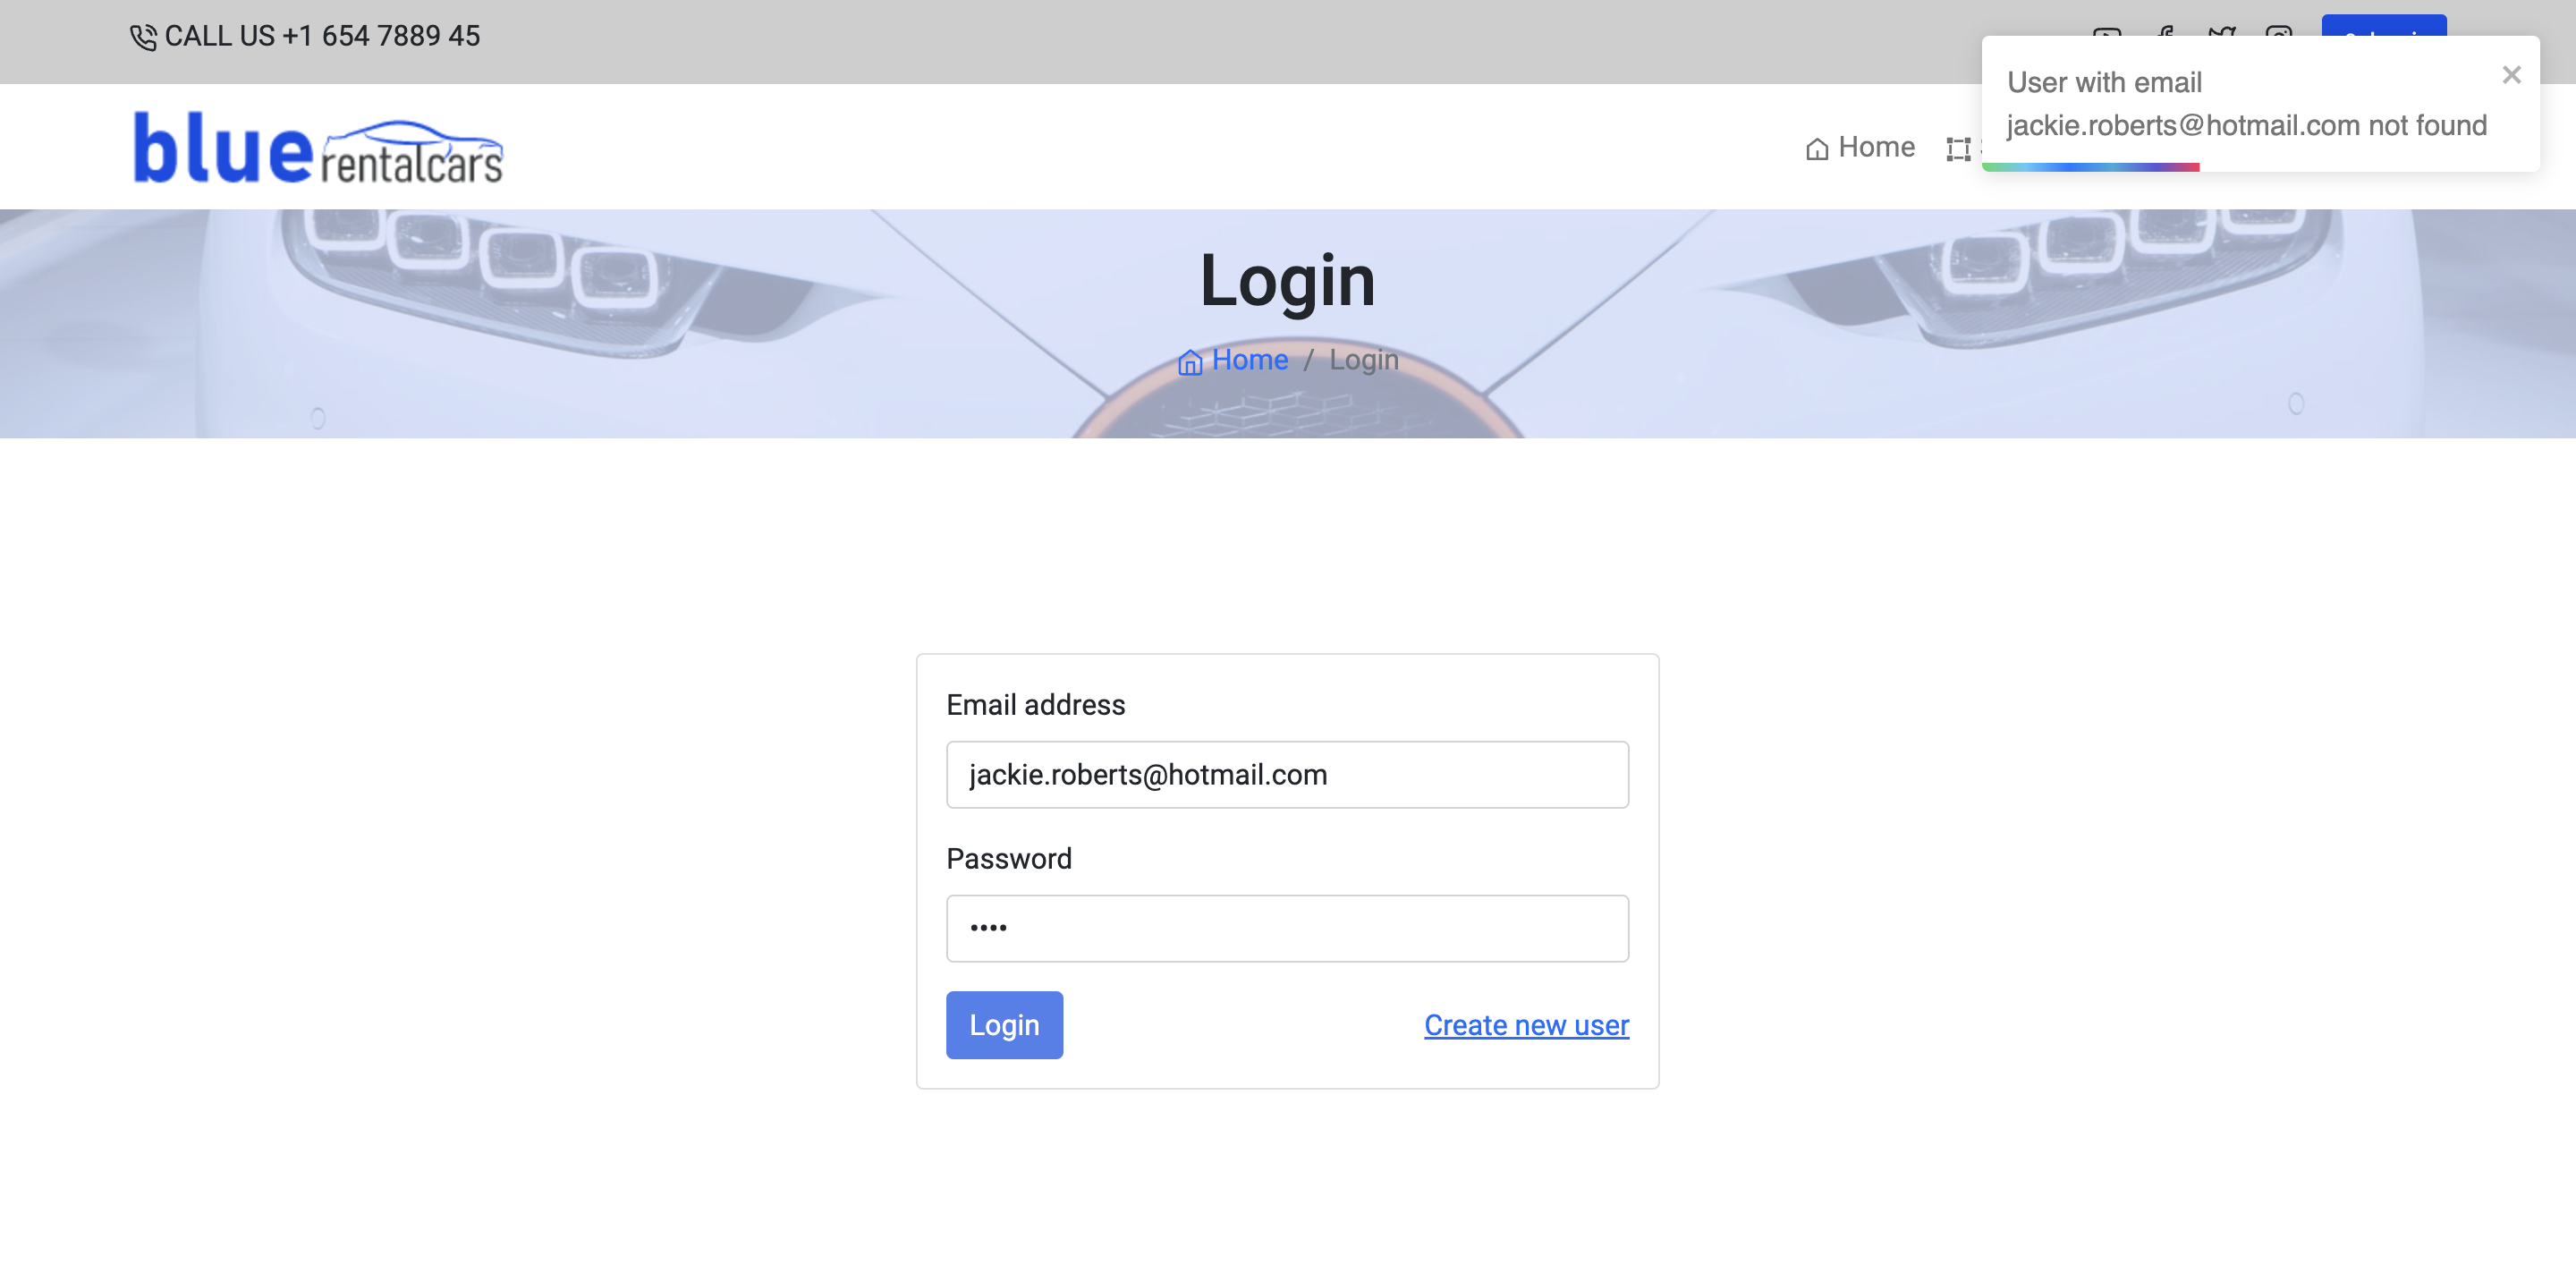 CALL US +1 654 7889 45
User with email
jackie.roberts@hotmail.com not found
blue rentalcars
Home
Login
Home / Login
Email address
jackie.roberts@hotmail.com
Password
••••
Login
Create new user